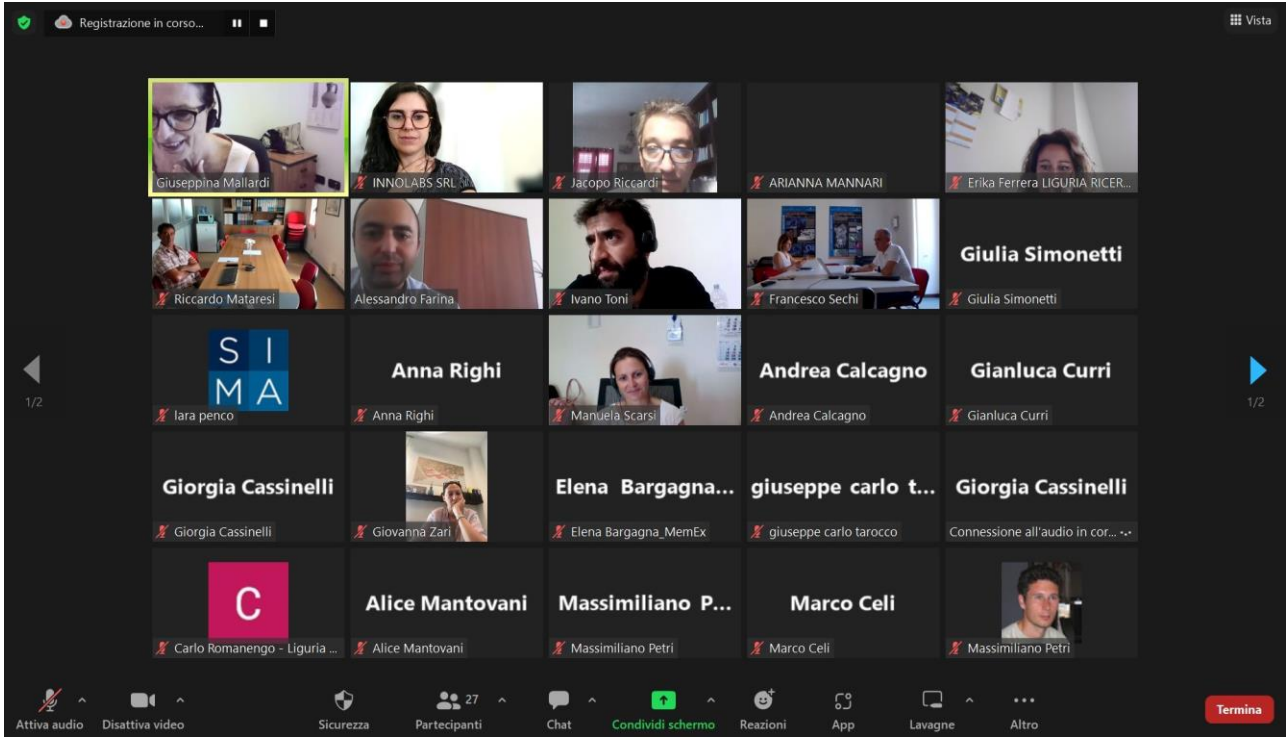 Registrazione in corso...
Vista
Giuseppina Mallardi
INNOLABS SRL
Jacopo Riccardi
ARIANNA MANNARI
Erika Ferrera LIGURIA RICER...
Riccardo Mataresi
Alessandro Farina
Ivano Toni
Francesco Sechi
Giulia Simonetti
Giulia Simonetti
1/2
S I
M A
lara penco
Anna Righi
Anna Righi
Manuela Scarsi
Andrea Calcagno
Andrea Calcagno
Gianluca Curri
Gianluca Curri
1/2
Giorgia Cassinelli
Giorgia Cassinelli
Giovanna Zari
Elena Bargagna...
Elena Bargagna_MemEx
giuseppe carlo t...
giuseppe carlo tarocco
Giorgia Cassinelli
Connessione all'audio in cor...
C
Carlo Romanengo - Liguria ...
Alice Mantovani
Alice Mantovani
Massimiliano P...
Massimiliano Petri
Marco Celi
Marco Celi
Massimiliano Petri
Attiva audio
Disattiva video
Sicurezza
27
Partecipanti
Chat
Condividi schermo
Reazioni
App
Lavagne
Altro
Termina